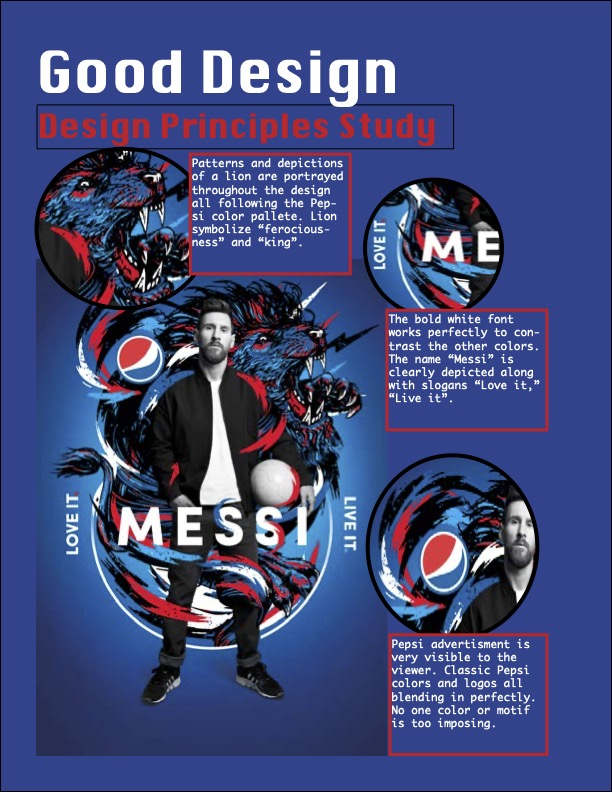 Good Design
Design Principles Study
Patterns and depictions
of a lion are portrayed
throughout the design
all following the Pep-
si color pallete. Lion
symbolize “ferocious-
ness” and “king”.
LOVE IT
ME
The bold white font
works perfectly to con-
trast the other colors.
The name “Messi” is
clearly depicted along
with slogans “Love it,”
“Live it”.
LOVE IT.
MESSI
LIVE IT.
Pepsi advertisment is
very visible to the
viewer. Classic Pepsi
colors and logos all
blending in perfectly.
No one color or motif
is too imposing.